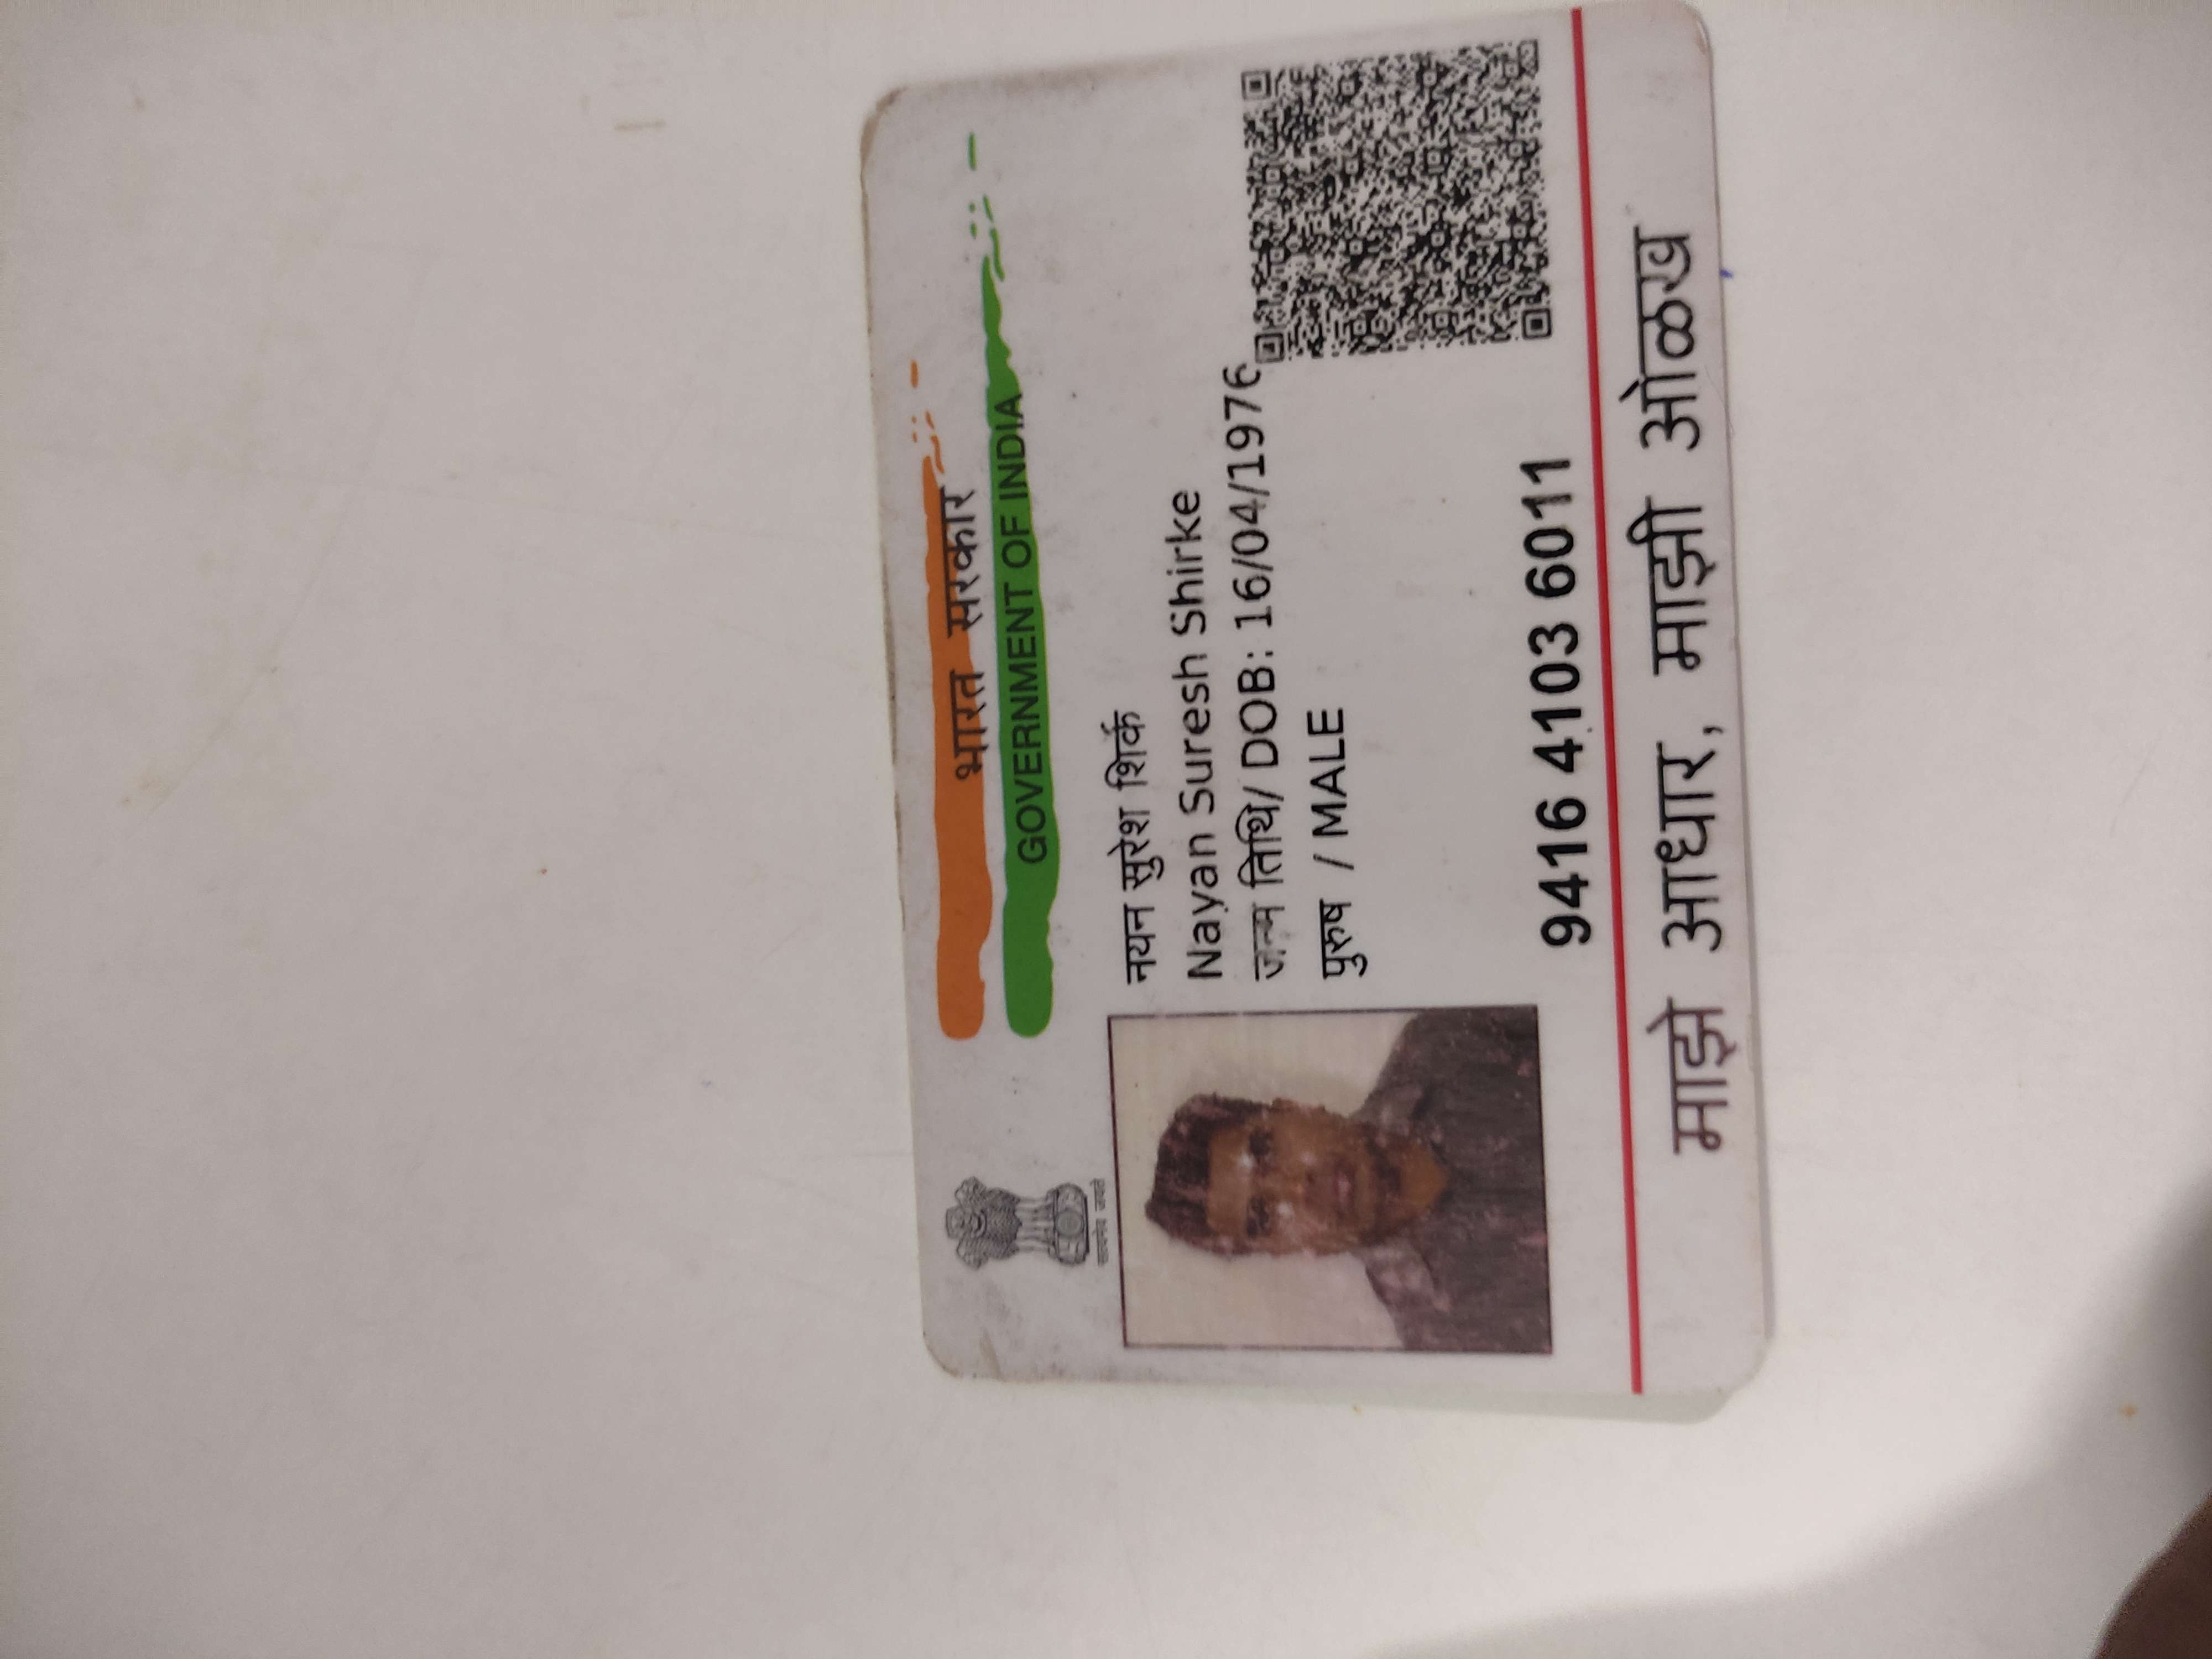 भारत सरकार
GOVERNMENT OF INDIA
सत्यमेव जयते
नयन सुरेश शिर्के
Nayan Suresh Shirke
जन्म तिथि/ DOB: 16/04/1976
पुरुष / MALE
9416 4103 6011
माझे आधार, माझी ओळख